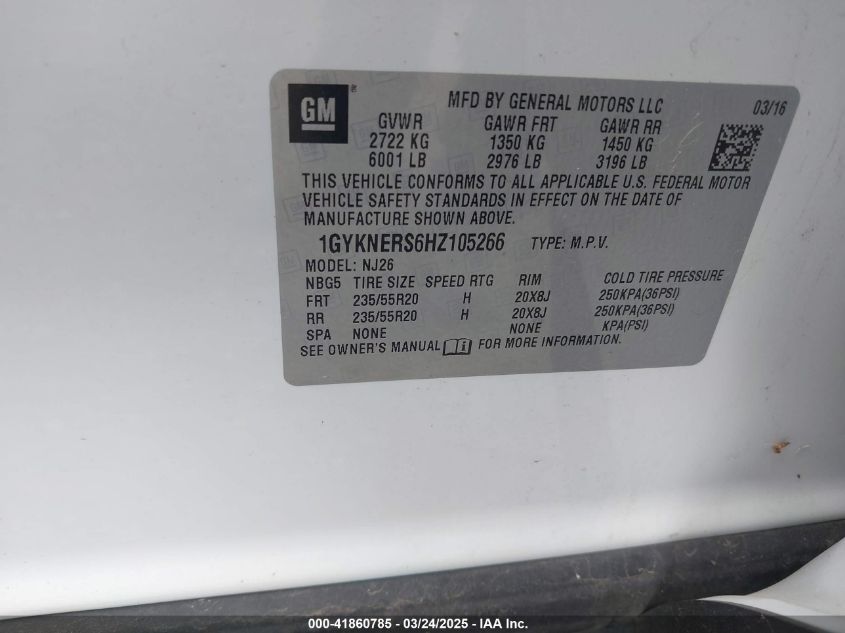 GM ®
MFD BY GENERAL MOTORS LLC 03/16
GVWR GAWR FRT GAWR RR
2722 KG 1350 KG 1450 KG
6001 LB 2976 LB 3196 LB
THIS VEHICLE CONFORMS TO ALL APPLICABLE U.S. FEDERAL MOTOR
VEHICLE SAFETY STANDARDS IN EFFECT ON THE DATE OF
MANUFACTURE SHOWN ABOVE.
1GYKNERS6HZ105266 TYPE: M.P.V.
MODEL: NJ26
NBG5 TIRE SIZE SPEED RTG RIM COLD TIRE PRESSURE
FRT 235/55R20 H 20X8J 250KPA(36PSI)
RR 235/55R20 H 20X8J 250KPA(36PSI)
SPA NONE NONE KPA(PSI)
SEE OWNER'S MANUAL FOR MORE INFORMATION.
000-41860785 - 03/24/2025 - IAA Inc.